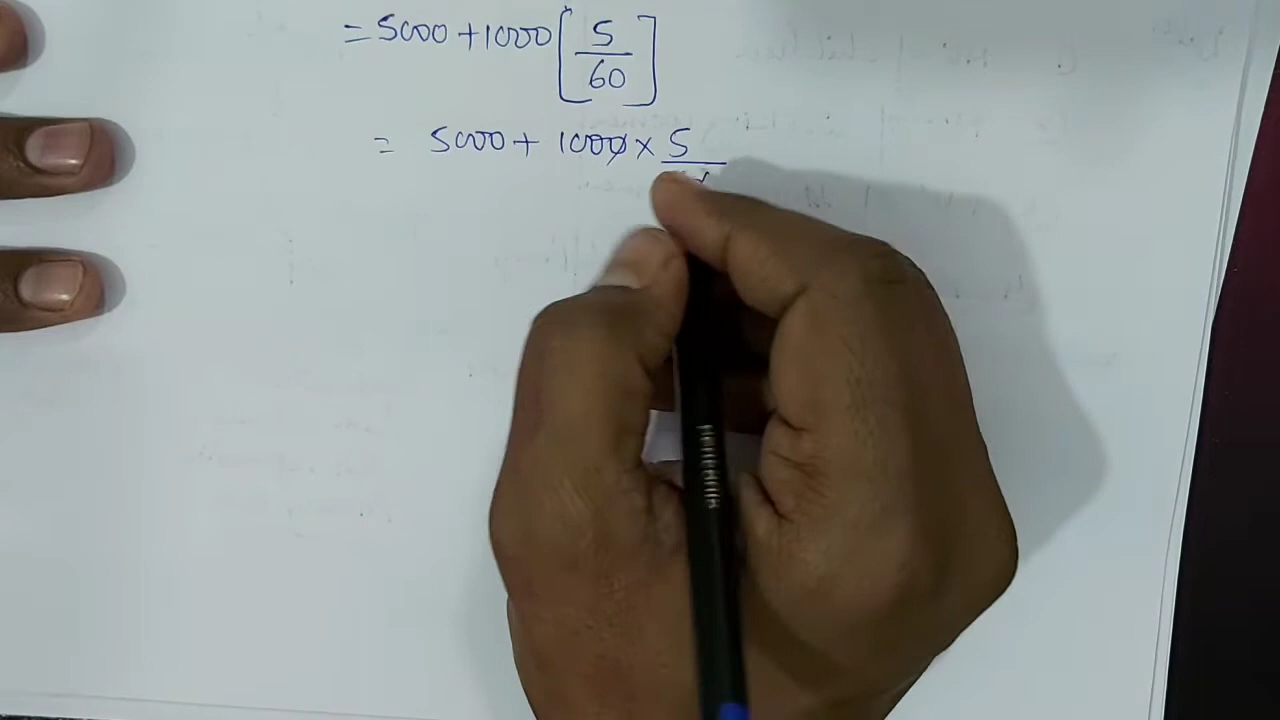 = 5000 + 1000 [ 5/60 ]
= 5000 + 1000 × 5